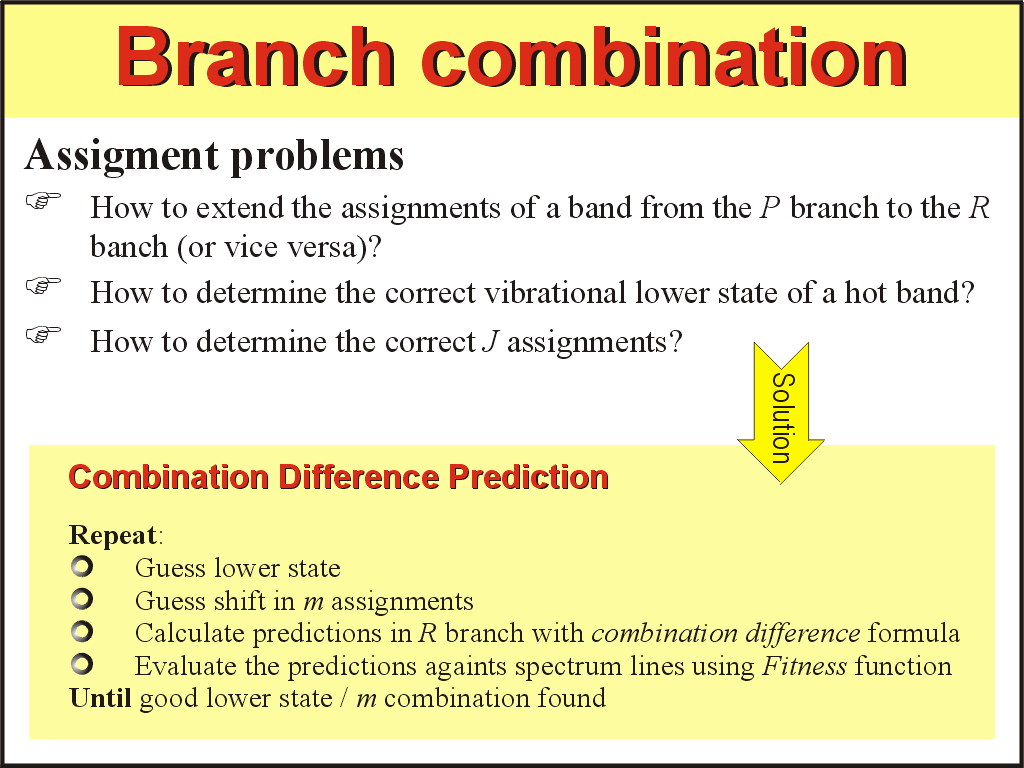 Branch combination
Assigment problems
How to extend the assignments of a band from the P branch to the R
banch (or vice versa)?
How to determine the correct vibrational lower state of a hot band?
How to determine the correct J assignments?
Solution
Combination Difference Prediction
Repeat:
Guess lower state
Guess shift in m assignments
Calculate predictions in R branch with combination difference formula
Evaluate the predictions againts spectrum lines using Fitness function
Until good lower state / m combination found